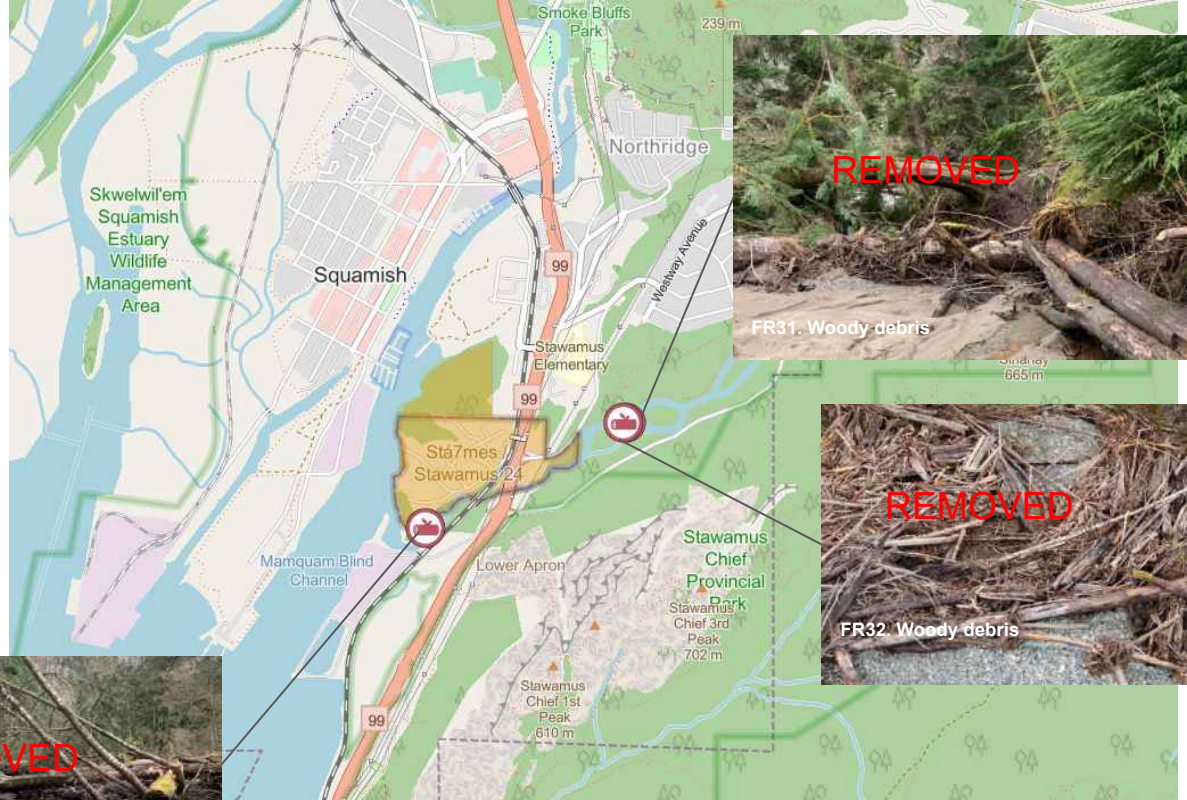 Smoke Bluffs
Park
239 m
Northridge
REMOVED
Skwelwil'em
Squamish
Estuary
Wildlife
Management
Area
Squamish
99
Westway Avenue
FR31. Woody debris
Stawamus
Elementary
665 m
99
Stá7mes
Stawamus 24
REMOVED
Mamquam Blind
Channel
Lower Apron
Stawamus
Chief
Provincial
Park
Stawamus
Chief 3rd
Peak
702 m
FR32. Woody debris
Stawamus
Chief 1st
Peak
610 m
99
VED